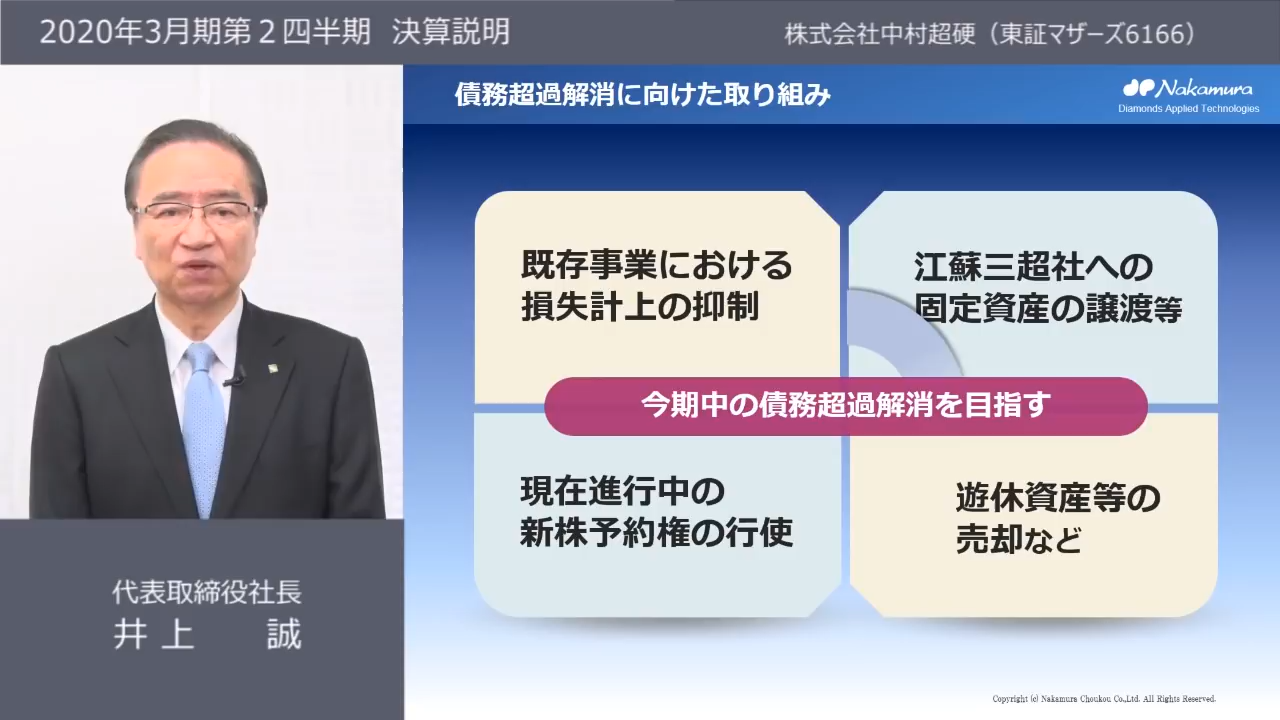 2020年3月期第２四半期 決算説明
株式会社中村超硬（東証マザーズ6166）
債務超過解消に向けた取り組み
Nakamura
Diamonds Applied Technologies
既存事業における
損失計上の抑制
江蘇三超社への
固定資産の譲渡等
今期中の債務超過解消を目指す
現在進行中の
新株予約権の行使
遊休資産等の
売却など
代表取締役社長
井上 誠
Copyright (c) Nakamura Choukou Co.,Ltd. All Rights Reserved.